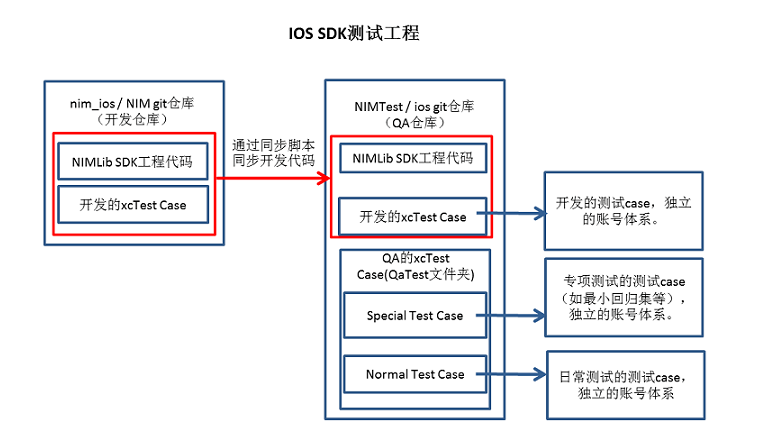 IOS SDK测试工程
nim_ios / NIM git仓库
（开发仓库）
NIMLib SDK工程代码
开发的xcTest Case
通过同步脚本
同步开发代码
NIMTest / ios git仓库
（QA仓库）
NIMLib SDK工程代码
开发的xcTest Case
QA的xcTest
Case(QaTest文件夹)
Special Test Case
Normal Test Case
开发的测试case，独立
的账号体系。
专项测试的测试case
（如最小回归集等），
独立的账号体系。
日常测试的测试case，
独立的账号体系